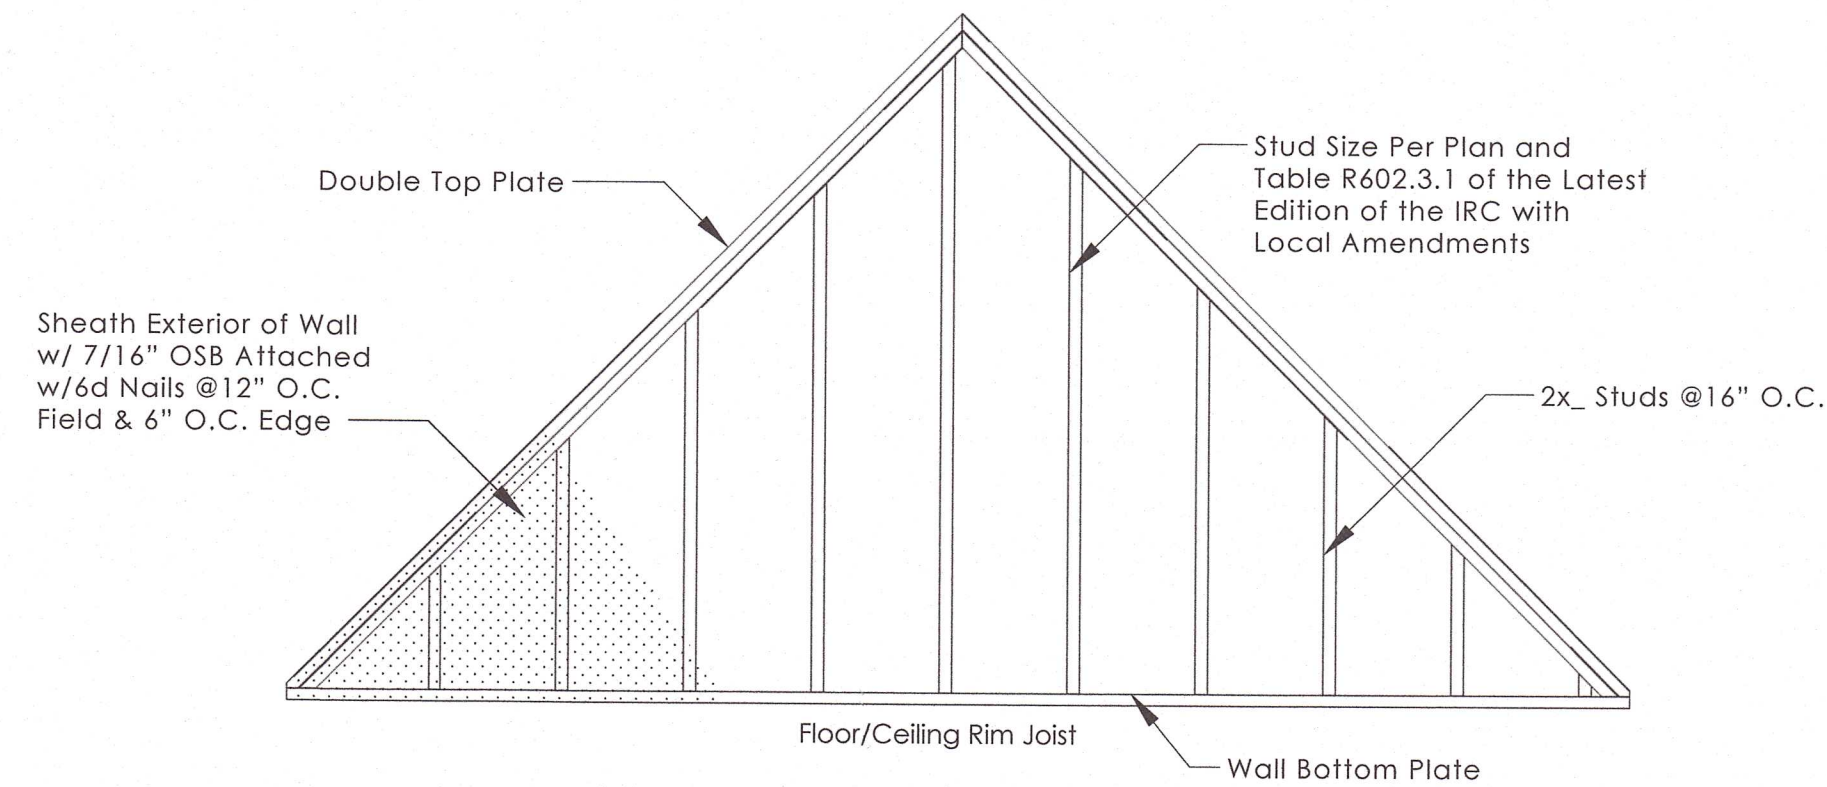 Double Top Plate
Stud Size Per Plan and
Table R602.3.1 of the Latest
Edition of the IRC with
Local Amendments
Sheath Exterior of Wall
w/ 7/16” OSB Attached
w/6d Nails @12” O.C.
Field & 6” O.C. Edge
2x_ Studs @16” O.C.
Floor/Ceiling Rim Joist
Wall Bottom Plate